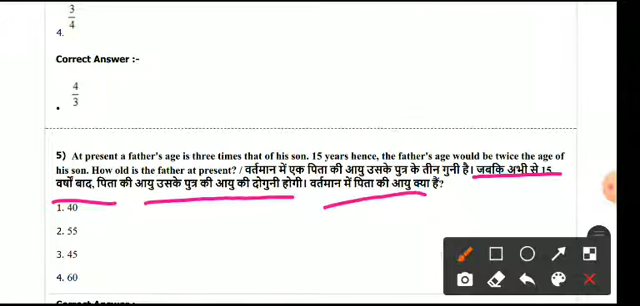 3
4
4.
Correct Answer :-
4
3
5) At present a father's age is three times that of his son. 15 years hence, the father's age would be twice the age of
his son. How old is the father at present? / वर्तमान में एक पिता की आयु उसके पुत्र के तीन गुनी है। जबकि अभी से 15
वर्षों बाद, पिता की आयु उसके पुत्र की आयु की दोगुनी होगी। वर्तमान में पिता की आयु क्या हैं?
1. 40
2. 55
3. 45
4. 60
Correct Answer :-